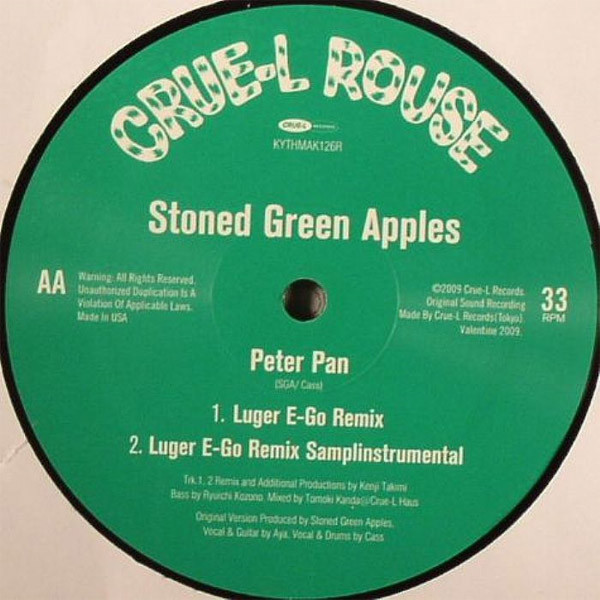 CRUE-L ROUSE
CRUE-L RECORDS
KYTHMAK126R
Stoned Green Apples
AA
Warning: All Rights Reserved.
Unauthorized Duplication Is A
Violation Of Applicable Laws.
Made In USA
©2009 Crue-L Records.
Original Sound Recording
Made By Crue-L Records(Tokyo).
Valentine 2009.
33
RPM
Peter Pan
(SGA/ Cass)
1. Luger E-Go Remix
2. Luger E-Go Remix Samplinstrumental
Trk.1, 2 Remix and Additional Productions by Kenji Takimi
Bass by Ryuichi Kozono. Mixed by Tomoki Kanda@Crue-L Haus
Original Version Produced by Stoned Green Apples.
Vocal & Guitar by Aya, Vocal & Drums by Cass